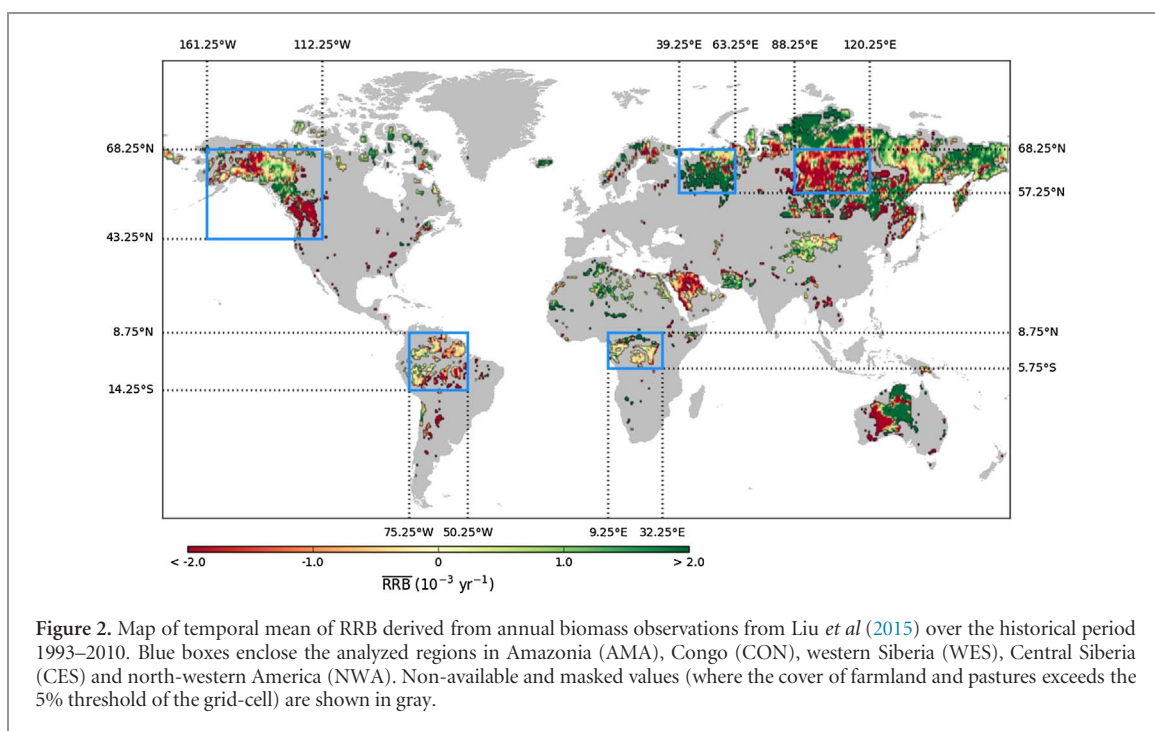 161.25°W 112.25°W 39.25°E 63.25°E 88.25°E 120.25°E
68.25°N 68.25°N
57.25°N
43.25°N
8.75°N 8.75°N
5.75°S
14.25°S
75.25°W 50.25°W 9.25°E 32.25°E
< -2.0 -1.0 0 1.0 > 2.0
RRB (10⁻³ yr⁻¹)
Figure 2. Map of temporal mean of RRB derived from annual biomass observations from Liu et al (2015) over the historical period
1993–2010. Blue boxes enclose the analyzed regions in Amazonia (AMA), Congo (CON), western Siberia (WES), Central Siberia
(CES) and north-western America (NWA). Non-available and masked values (where the cover of farmland and pastures exceeds the
5% threshold of the grid-cell) are shown in gray.